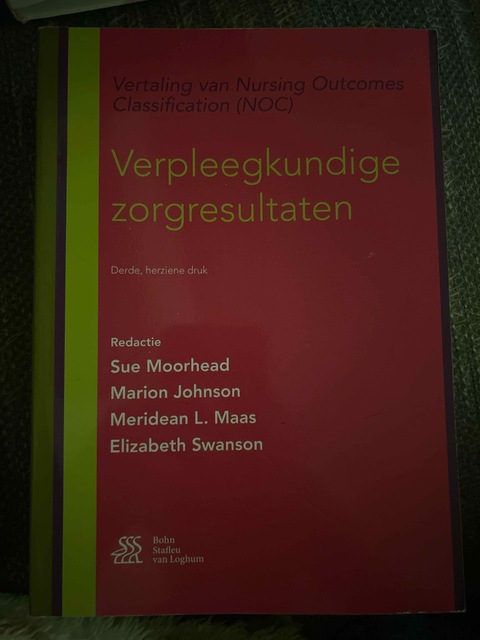 Vertaling van Nursing Outcomes
Classification (NOC)
Verpleegkundige
zorgresultaten
Derde, herziene druk
Redactie
Sue Moorhead
Marion Johnson
Meridean L. Maas
Elizabeth Swanson
Bohn
Stafleu
van Loghum